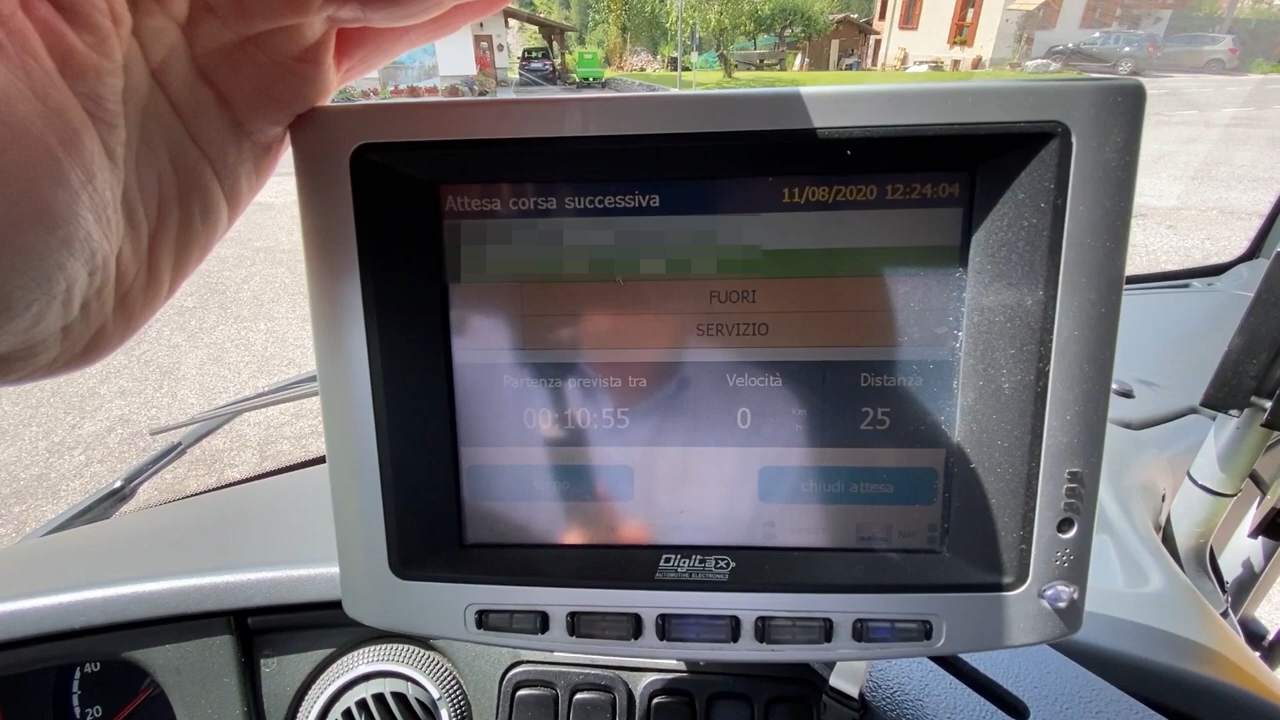 Attesa corsa successiva 11/08/2020 12:24:04
FUORI
SERVIZIO
Partenza prevista tra Velocità Distanza
00:10:55 0 Km h 25
chiudi attesa
Digitax
AUTOMOTIVE ELECTRONICS
40
20